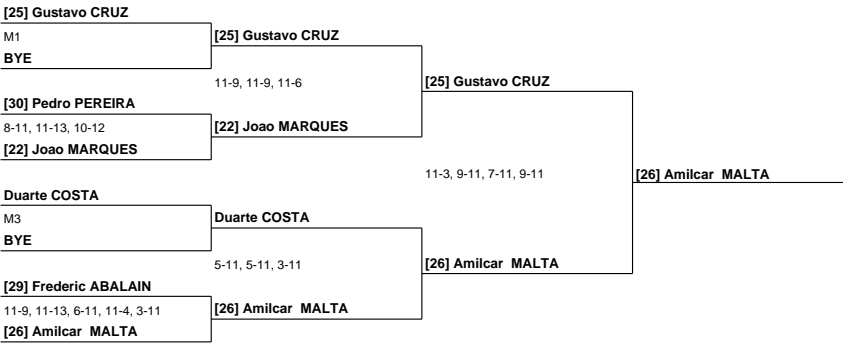 [25] Gustavo CRUZ
M1
BYE
[25] Gustavo CRUZ
11-9, 11-9, 11-6
[30] Pedro PEREIRA
8-11, 11-13, 10-12
[22] Joao MARQUES
[22] Joao MARQUES
[25] Gustavo CRUZ
11-3, 9-11, 7-11, 9-11
[26] Amilcar  MALTA
Duarte COSTA
M3
BYE
Duarte COSTA
5-11, 5-11, 3-11
[29] Frederic ABALAIN
11-9, 11-13, 6-11, 11-4, 3-11
[26] Amilcar  MALTA
[26] Amilcar  MALTA
[26] Amilcar  MALTA